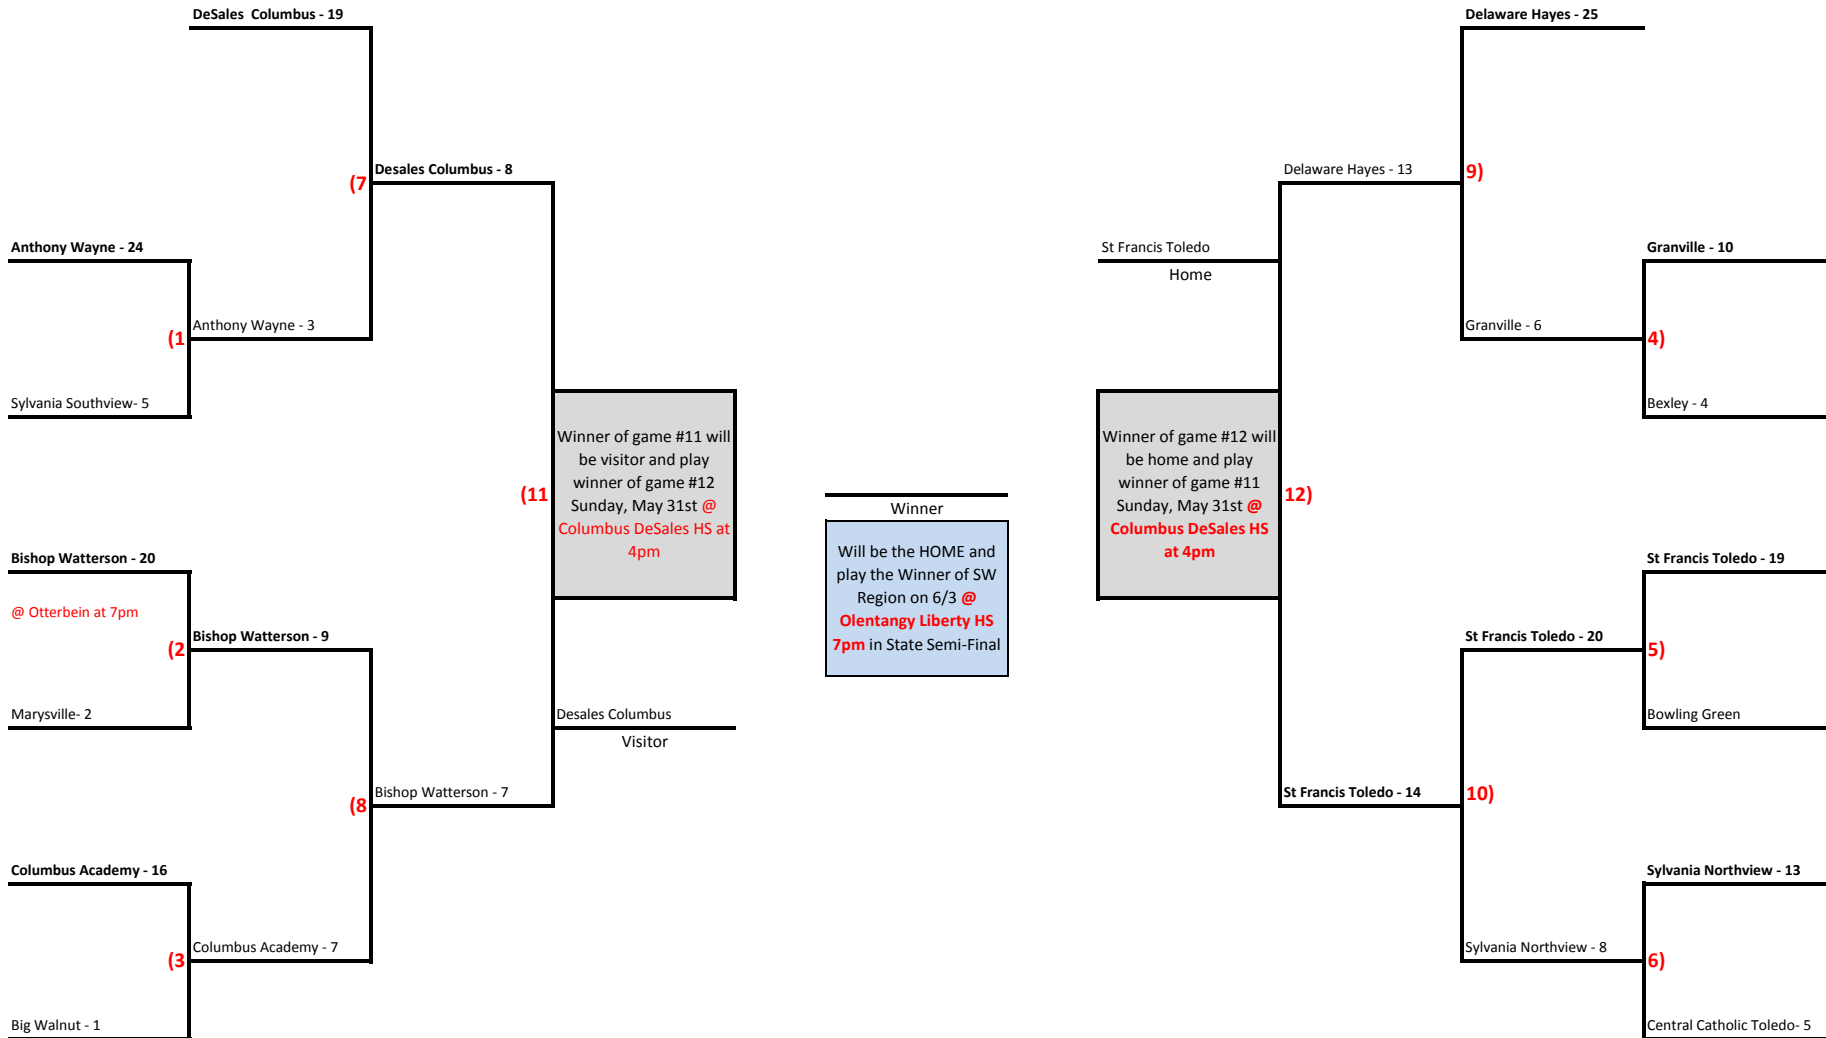 DeSales  Columbus - 19
Delaware Hayes - 25
(7
Desales Columbus - 8
Delaware Hayes - 13
9)
Anthony Wayne - 24
St Francis Toledo
Home
Granville - 10
(1
Anthony Wayne - 3
Granville - 6
4)
Sylvania Southview- 5
Bexley - 4
Winner of game #11 will
be visitor and play
winner of game #12
Sunday, May 31st @
Columbus DeSales HS at
4pm
(11
Winner
Will be the HOME and
play the Winner of SW
Region on 6/3 @
Olentangy Liberty HS
7pm in State Semi-Final
Winner of game #12 will
be home and play
winner of game #11
Sunday, May 31st @
Columbus DeSales HS
at 4pm
12)
Bishop Watterson - 20
@ Otterbein at 7pm
St Francis Toledo - 19
(2
Bishop Watterson - 9
St Francis Toledo - 20
5)
Marysville- 2
Desales Columbus
Visitor
Bowling Green
(8
Bishop Watterson - 7
St Francis Toledo - 14
10)
Columbus Academy - 16
Sylvania Northview - 13
(3
Columbus Academy - 7
Sylvania Northview - 8
6)
Big Walnut - 1
Central Catholic Toledo- 5